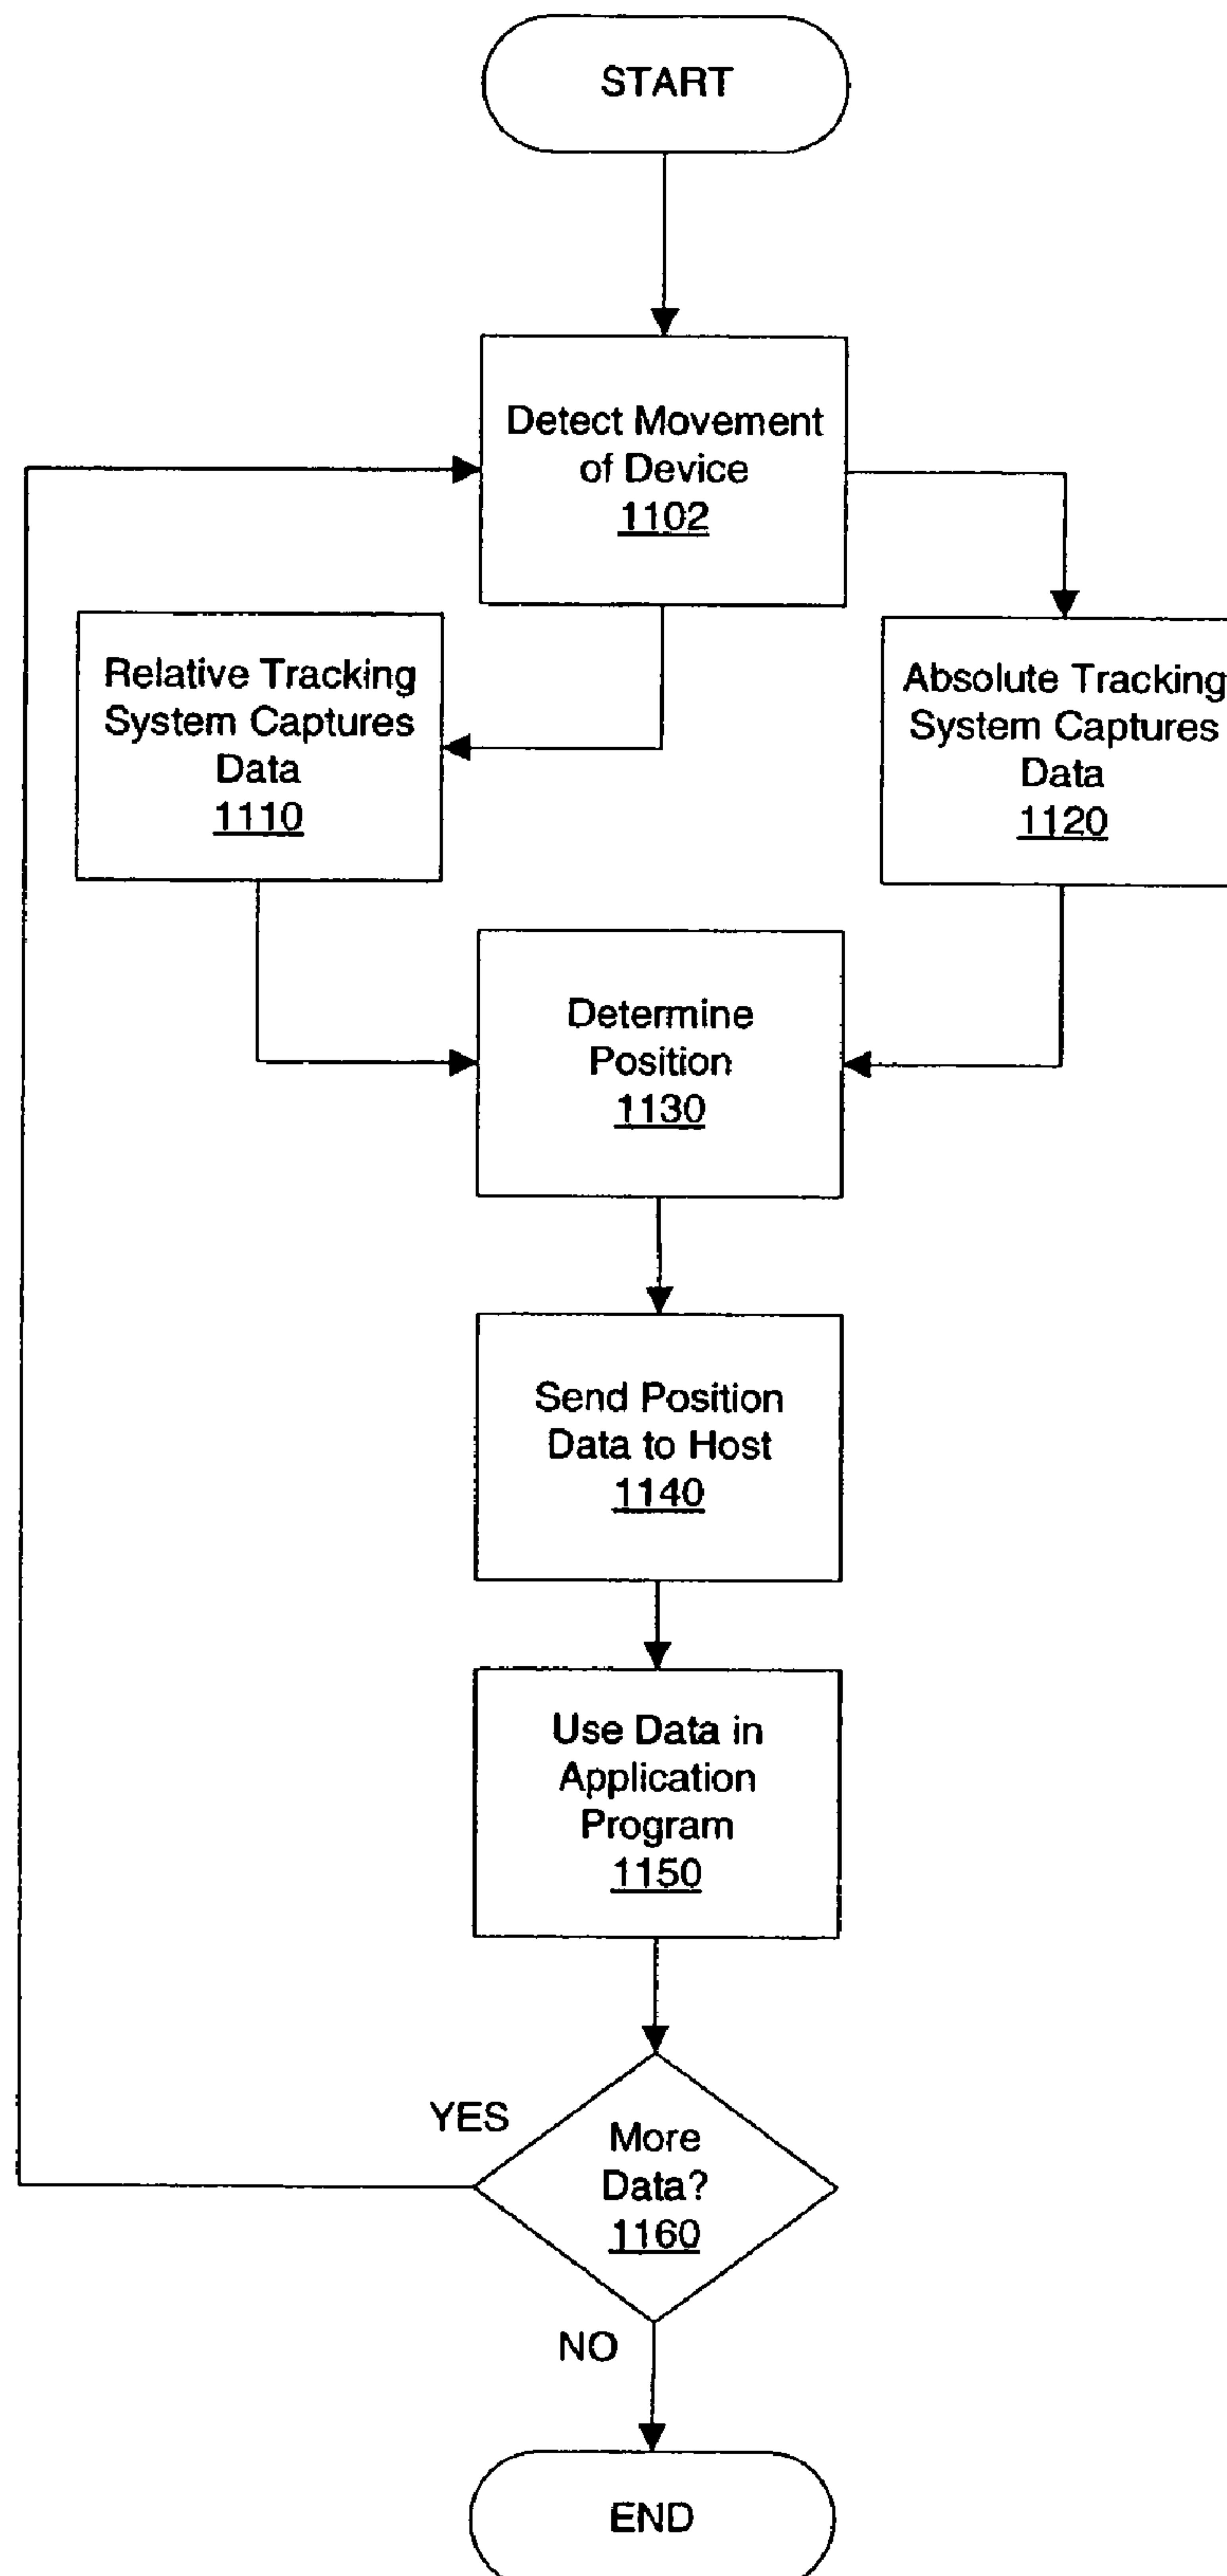 START
Detect Movement
of Device
1102
Relative Tracking
System Captures
Data
1110
Absolute Tracking
System Captures
Data
1120
Determine
Position
1130
Send Position
Data to Host
1140
Use Data in
Application
Program
1150
YES
More
Data?
1160
NO
END